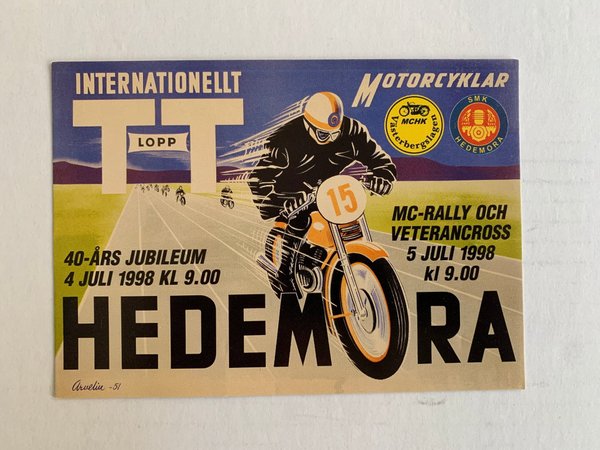 INTERNATIONELLT
TT
LOPP
MOTORCYKLAR
MCHK
Västerbergslagen
SMK
HEDEMORA
15
40-ÅRS JUBILEUM
4 JULI 1998 KL 9.00
MC-RALLY OCH
VETERANCROSS
5 JULI 1998
kl 9.00
HEDEMORA
Arvelin -51